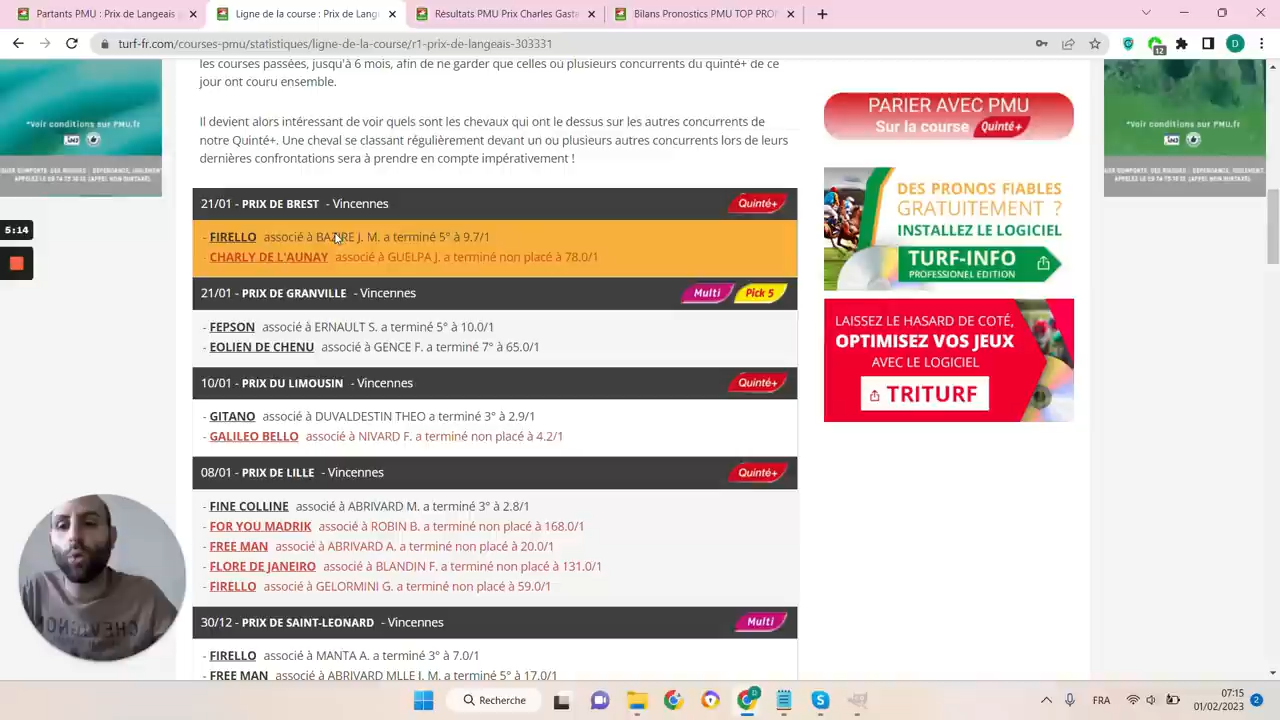 Ligne de la course : Prix Lang
Ligne de la course : Prix Lang
Résultats PMU Prix Charles Gaste
Bilans Pronostics PMU TOP PRO
turf-fr.com/courses-pmu/statistiques/la-ligne-de-la-course/r1-prix-langeais-303331
D
12
les courses passées, jusqu'à 6 mois, afin de ne garder que celles ou plusieurs concurrents du quinté+ de ce
jour ont couru ensemble.
Il devient alors intéressant de voir quels sont les chevaux qui ont le dessus sur les autres concurrents de
notre Quinté+. Une cheval se classant régulièrement devant un ou plusieurs autres concurrents lors de leurs
dernières confrontations sera à prendre en compte impérativement !
21/01 - PRIX DE BREST - Vincennes
Quinté+
- FIRELLO associé à BAZIRE J. M. a terminé 5° à 9.7/1
- CHARLY DE L'AUNAY associé à GUELPA J. a terminé non placé à 78.0/1
21/01 - PRIX DE GRANVILLE - Vincennes
Multi
Pick 5
- FEPSON associé à ERNAULT S. a terminé 5° à 10.0/1
- EOLIEN DE CHENU associé à GENCE F. a terminé 7° à 65.0/1
10/01 - PRIX DU LIMOUSIN - Vincennes
Quinté+
- GITANO associé à DUVALDESTIN THEO a terminé 3° à 2.9/1
- GALILEO BELLO associé à NIVARD F. a terminé non placé à 4.2/1
08/01 - PRIX DE LILLE - Vincennes
Quinté+
- FINE COLLINE associé à ABRIVARD M. a terminé 3° à 2.8/1
- FOR YOU MADRIK associé à ROBIN B. a terminé non placé à 168.0/1
- FREE MAN associé à ABRIVARD A. a terminé non placé à 20.0/1
- FLORE DE JANEIRO associé à BLANDIN F. a terminé non placé à 131.0/1
- FIRELLO associé à GELORMINI G. a terminé non placé à 59.0/1
30/12 - PRIX DE SAINT-LEONARD - Vincennes
Multi
- FIRELLO associé à MANTA A. a terminé 3° à 7.0/1
- FREE MAN associé à ABRIVARD MLLE J. M. a terminé 5° à 17.0/1
PARIER AVEC PMU
Sur la course Quinté+
DES PRONOS FIABLES
GRATUITEMENT ?
INSTALLEZ LE LOGICIEL
TURF-INFO
PROFESSIONEL EDITION
LAISSEZ LE HASARD DE COTÉ,
OPTIMISEZ VOS JEUX
AVEC LE LOGICIEL
TRITURF
*Voir conditions sur PMU.fr
*Voir conditions sur PMU.fr
5:14
CHEVIGNON
Recherche
D
FRA
07:15
01/02/2023
2